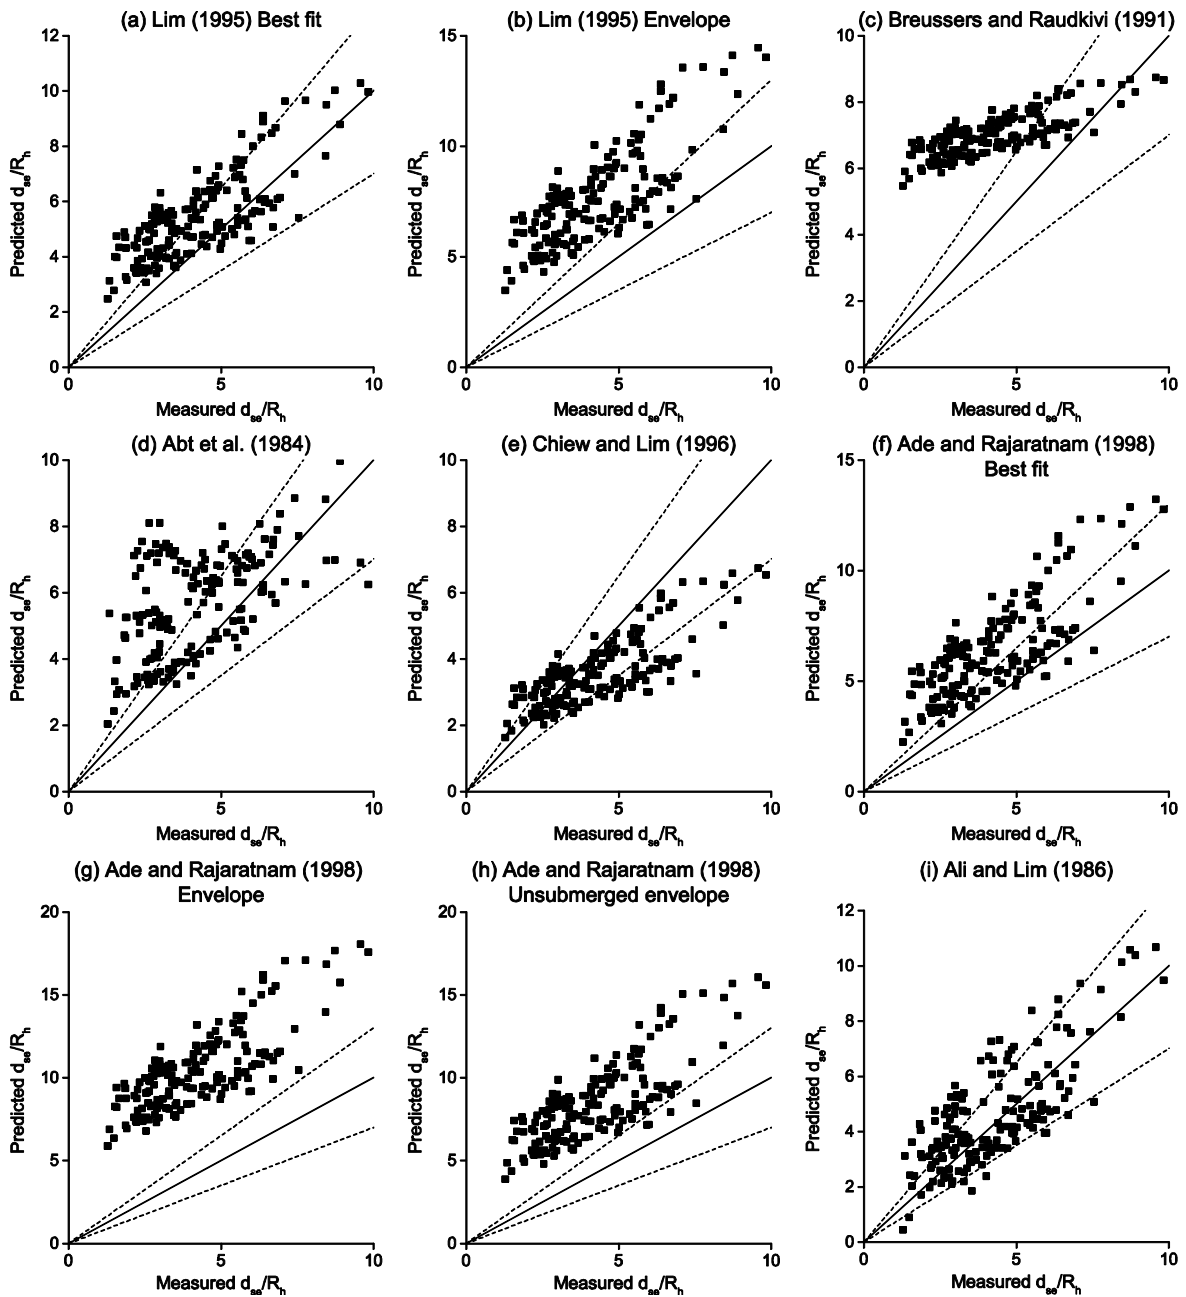 (a) Lim (1995) Best fit
12
10
8
6
4
2
0
0 5 10
Predicted dse/Rh
Measured dse/Rh
(b) Lim (1995) Envelope
15
10
5
0
0 5 10
Predicted dse/Rh
Measured dse/Rh
(c) Breussers and Raudkivi (1991)
10
8
6
4
2
0
0 5 10
Predicted dse/Rh
Measured dse/Rh
(d) Abt et al. (1984)
10
8
6
4
2
0
0 5 10
Predicted dse/Rh
Measured dse/Rh
(e) Chiew and Lim (1996)
10
8
6
4
2
0
0 5 10
Predicted dse/Rh
Measured dse/Rh
(f) Ade and Rajaratnam (1998)
Best fit
15
10
5
0
0 5 10
Predicted dse/Rh
Measured dse/Rh
(g) Ade and Rajaratnam (1998)
Envelope
20
15
10
5
0
0 5 10
Predicted dse/Rh
Measured dse/Rh
(h) Ade and Rajaratnam (1998)
Unsubmerged envelope
20
15
10
5
0
0 5 10
Predicted dse/Rh
Measured dse/Rh
(i) Ali and Lim (1986)
12
10
8
6
4
2
0
0 5 10
Predicted dse/Rh
Measured dse/Rh